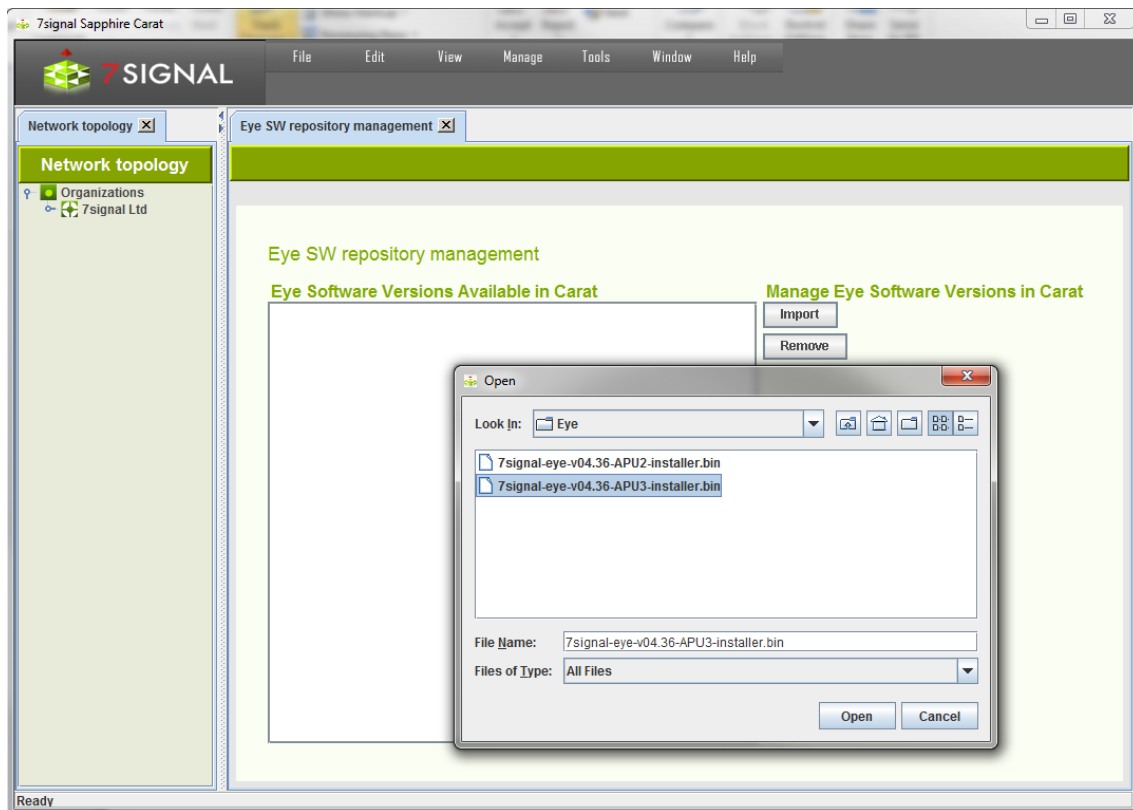 7signal Sapphire Carat
7SIGNAL
File Edit View Manage Tools Window Help
Network topology
Eye SW repository management
Network topology
Organizations
7signal Ltd
Eye SW repository management
Eye Software Versions Available in Carat
Manage Eye Software Versions in Carat
Import
Remove
Open
Look In: Eye
7signal-eye-v04.36-APU2-installer.bin
7signal-eye-v04.36-APU3-installer.bin
File Name: 7signal-eye-v04.36-APU3-installer.bin
Files of Type: All Files
Open Cancel
Ready